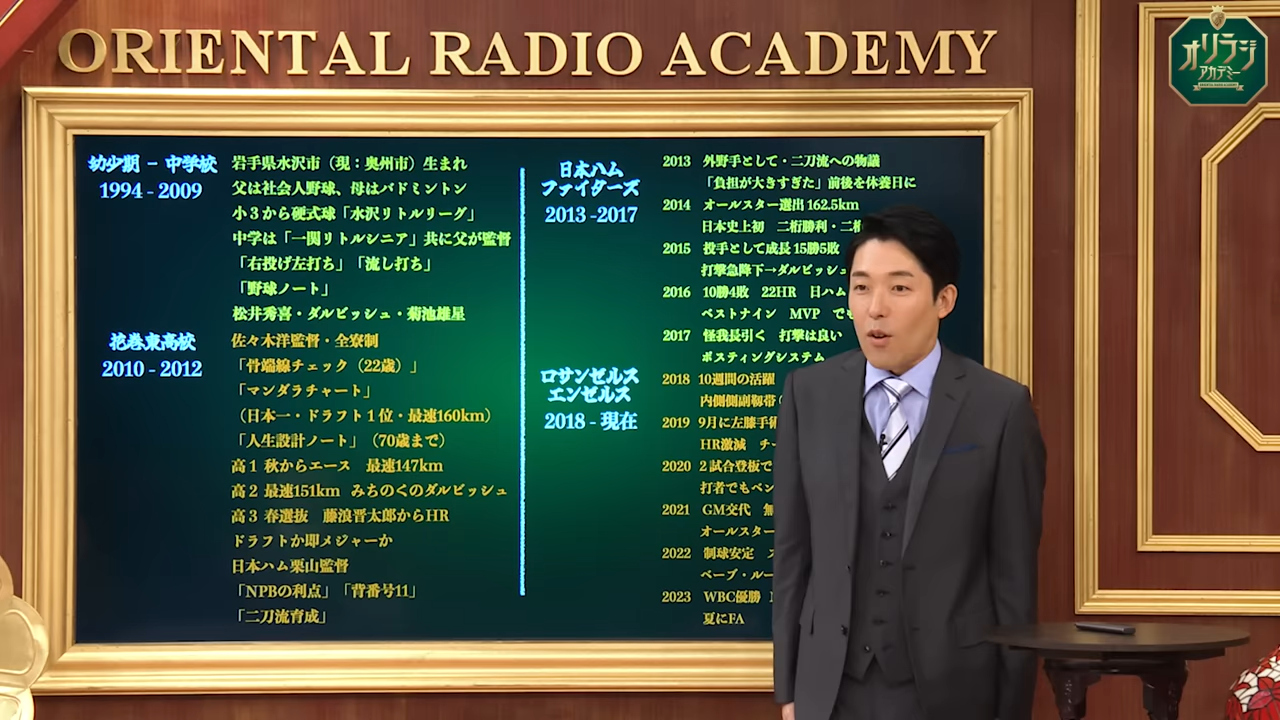 ORIENTAL RADIO ACADEMY
オリラジ
アカデミー
幼少期 - 中学校
1994 - 2009
岩手県水沢市（現：奥州市）生まれ
父は社会人野球、母はバドミントン
小３から硬式球「水沢リトルリーグ」
中学は「一関リトルシニア」共に父が監督
「右投げ左打ち」「流し打ち」
「野球ノート」
松井秀喜・ダルビッシュ・菊池雄星
花巻東高校
2010 - 2012
佐々木洋監督・全寮制
「骨端線チェック（22歳）」
「マンダラチャート」
（日本一・ドラフト１位・最速160km）
「人生設計ノート」（70歳まで）
高１ 秋からエース　最速147km
高２ 最速151km　みちのくのダルビッシュ
高３ 春選抜　藤浪晋太郎からHR
ドラフトか即メジャーか
日本ハム栗山監督
「NPBの利点」「背番号11」
「二刀流育成」
日本ハム
ファイターズ
2013 -2017
2013　外野手として・二刀流への物議
「負担が大きすぎた」前後を休養日に
2014　オールスター選出 162.5km
日本史上初　二桁勝利・二桁
2015　投手として成長 15勝5敗
打撃急降下→ダルビッシュ
2016　10勝4敗　22HR　日ハム
ベストナイン　MVP　でも
2017　怪我長引く　打撃は良い
ポスティングシステム
ロサンゼルス
エンゼルス
2018 - 現在
2018　10週間の活躍
内側側副靭帯
2019　9月に左膝手術
HR激減　チー
2020　２試合登板で
打者でもベン
2021　GM交代　無
オールスター
2022　制球安定　ス
ベーブ・ルー
2023　WBC優勝
夏にFA